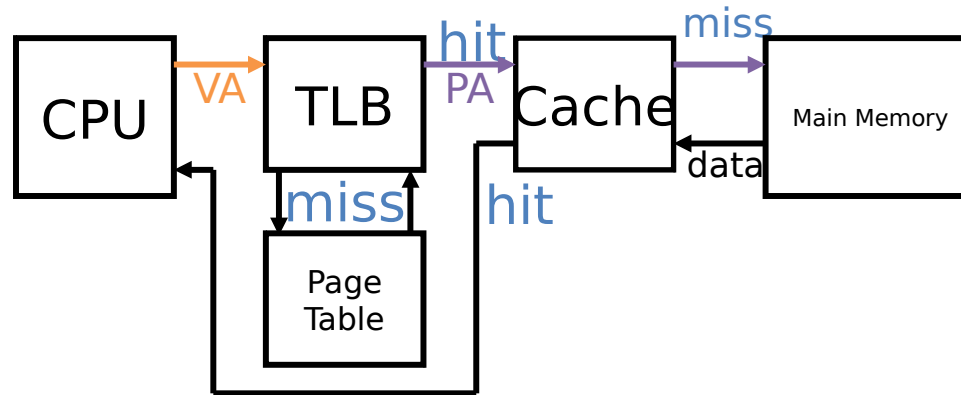 hit
miss
CPU
VA
TLB
PA
Cache
Main Memory
data
miss
hit
Page
Table